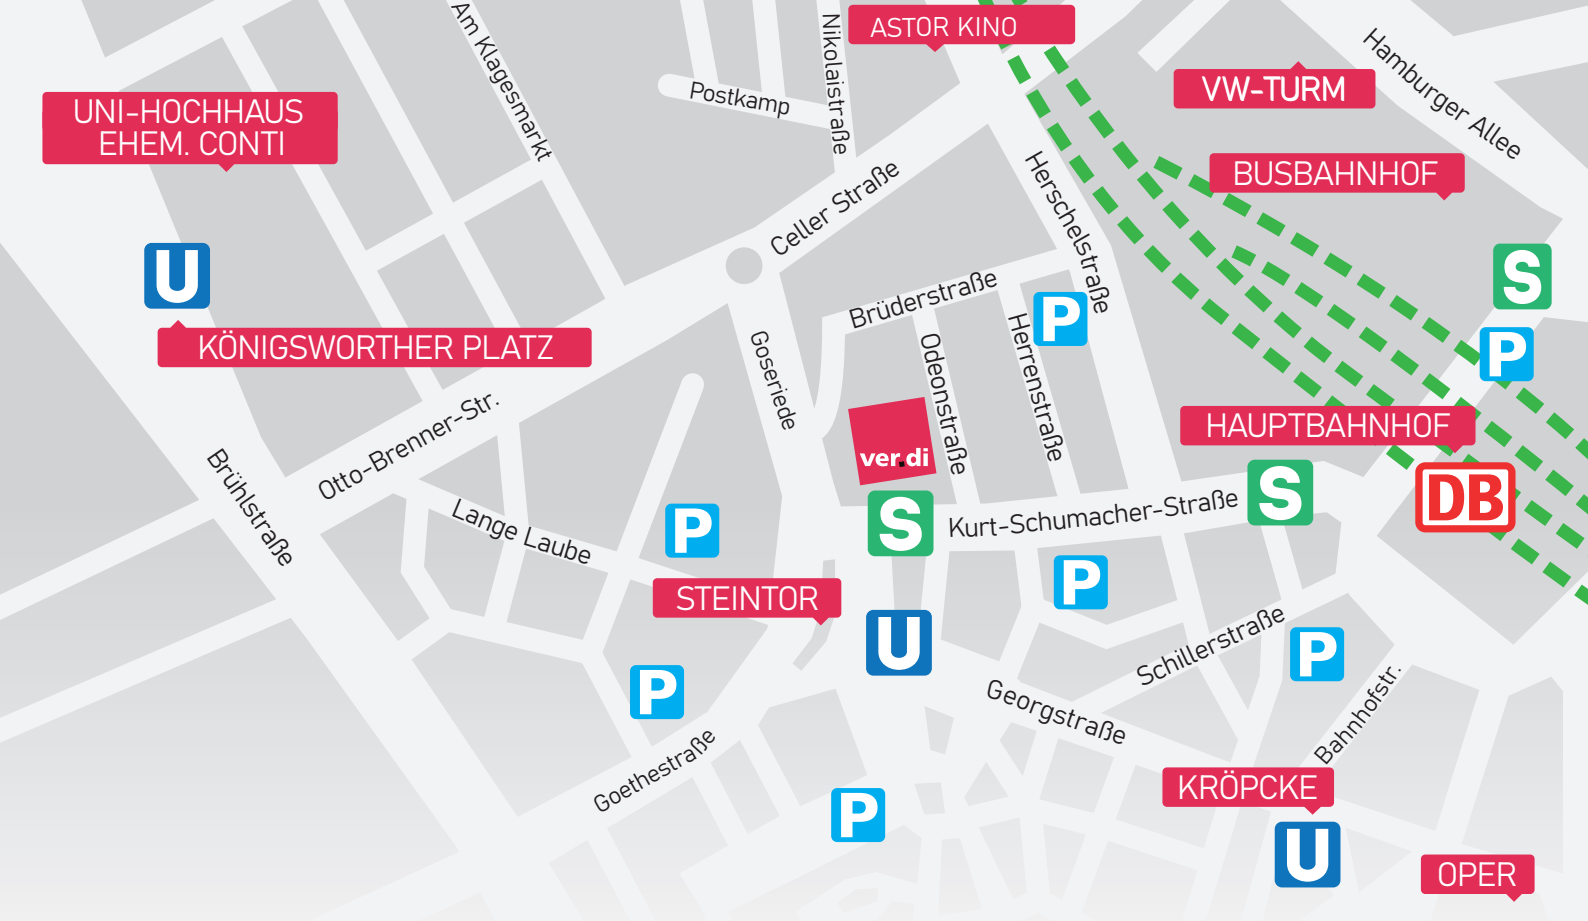 Am Klagesmarkt
Nikolaistraße
ASTOR KINO
Hamburger Allee
Postkamp
VW-TURM
UNI-HOCHHAUS
EHEM. CONTI
BUSBAHNHOF
Celler Straße
Herschelstraße
U
S
KÖNIGSWORTHER PLATZ
Brüderstraße
P
P
Goseriede
Odeonstraße
Herrenstraße
Otto-Brenner-Str.
HAUPTBAHNHOF
ver.di
Brühlstraße
Lange Laube
P
S
Kurt-Schumacher-Straße
S
DB
STEINTOR
P
U
Schillerstraße
P
P
Georgstraße
Bahnhofstr.
Goethestraße
KRÖPCKE
P
U
OPER